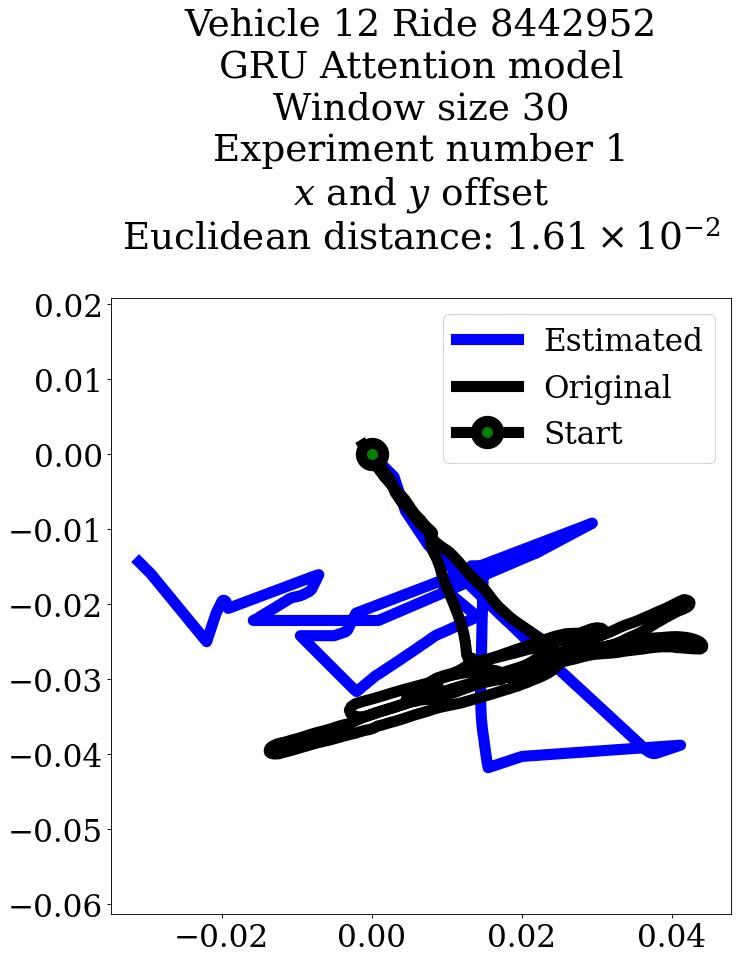 Vehicle 12 Ride 8442952
GRU Attention model
Window size 30
Experiment number 1
x and y offset
Euclidean distance: 1.61 × 10⁻²
Estimated
Original
Start
0.02
0.01
0.00
−0.01
−0.02
−0.03
−0.04
−0.05
−0.06
−0.02 0.00 0.02 0.04